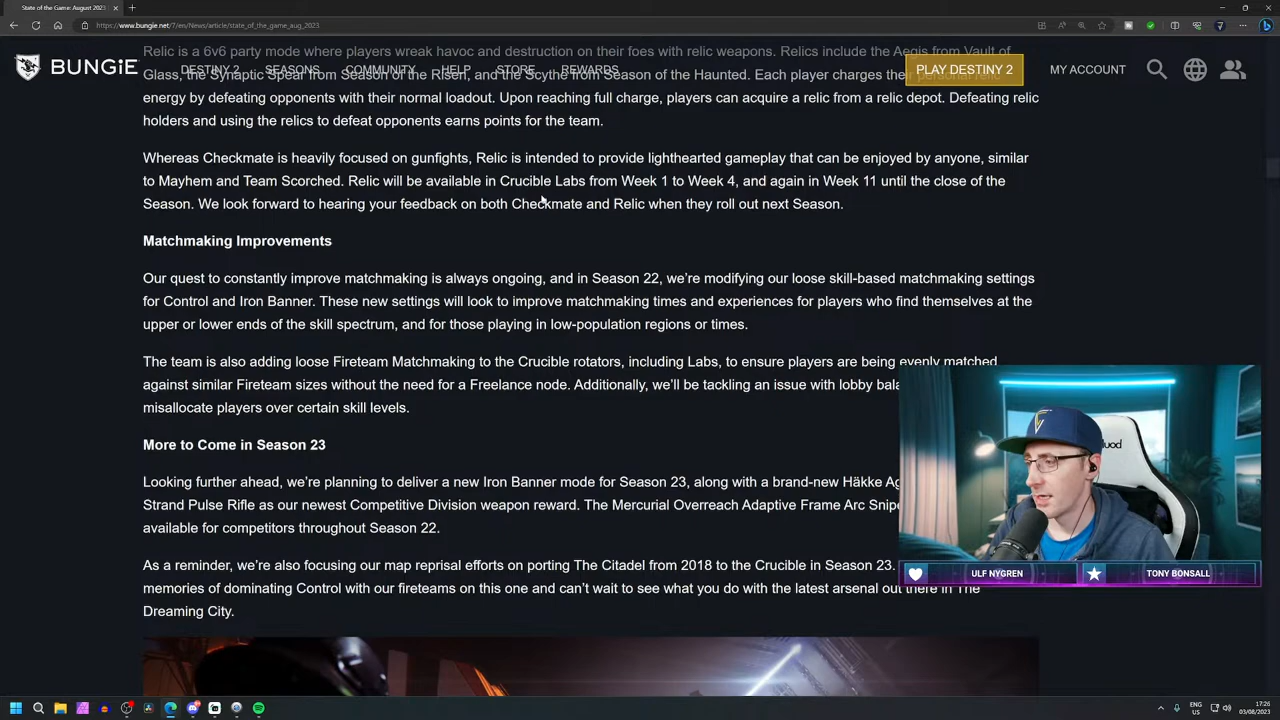 State of the Game: August 2023
https://www.bungie.net/7/en/News/article/state_of_the_game_aug_2023
Relic is a 6v6 party mode where players wreak havoc and destruction on their foes with relic weapons. Relics include the Aegis from Vault of
BUNGiE
DESTINY 2
SEASONS
COMMUNITY
HELP
STORE
REWARDS
PLAY DESTINY 2
MY ACCOUNT
Glass, the Synaptic Spear from Season of the Risen, and the Scythe from Season of the Haunted. Each player charges their personal relic
energy by defeating opponents with their normal loadout. Upon reaching full charge, players can acquire a relic from a relic depot. Defeating relic
holders and using the relics to defeat opponents earns points for the team.
Whereas Checkmate is heavily focused on gunfights, Relic is intended to provide lighthearted gameplay that can be enjoyed by anyone, similar
to Mayhem and Team Scorched. Relic will be available in Crucible Labs from Week 1 to Week 4, and again in Week 11 until the close of the
Season. We look forward to hearing your feedback on both Checkmate and Relic when they roll out next Season.
Matchmaking Improvements
Our quest to constantly improve matchmaking is always ongoing, and in Season 22, we're modifying our loose skill-based matchmaking settings
for Control and Iron Banner. These new settings will look to improve matchmaking times and experiences for players who find themselves at the
upper or lower ends of the skill spectrum, and for those playing in low-population regions or times.
The team is also adding loose Fireteam Matchmaking to the Crucible rotators, including Labs, to ensure players are being evenly matched
against similar Fireteam sizes without the need for a Freelance node. Additionally, we'll be tackling an issue with lobby bala
misallocate players over certain skill levels.
More to Come in Season 23
Looking further ahead, we're planning to deliver a new Iron Banner mode for Season 23, along with a brand-new Häkke Ag
Strand Pulse Rifle as our newest Competitive Division weapon reward. The Mercurial Overreach Adaptive Frame Arc Snipe
available for competitors throughout Season 22.
As a reminder, we're also focusing our map reprisal efforts on porting The Citadel from 2018 to the Crucible in Season 23.
memories of dominating Control with our fireteams on this one and can't wait to see what you do with the latest arsenal out there in The
Dreaming City.
ULF NYGREN
TONY BONSALL
ENG
US
17:26
03/08/2023